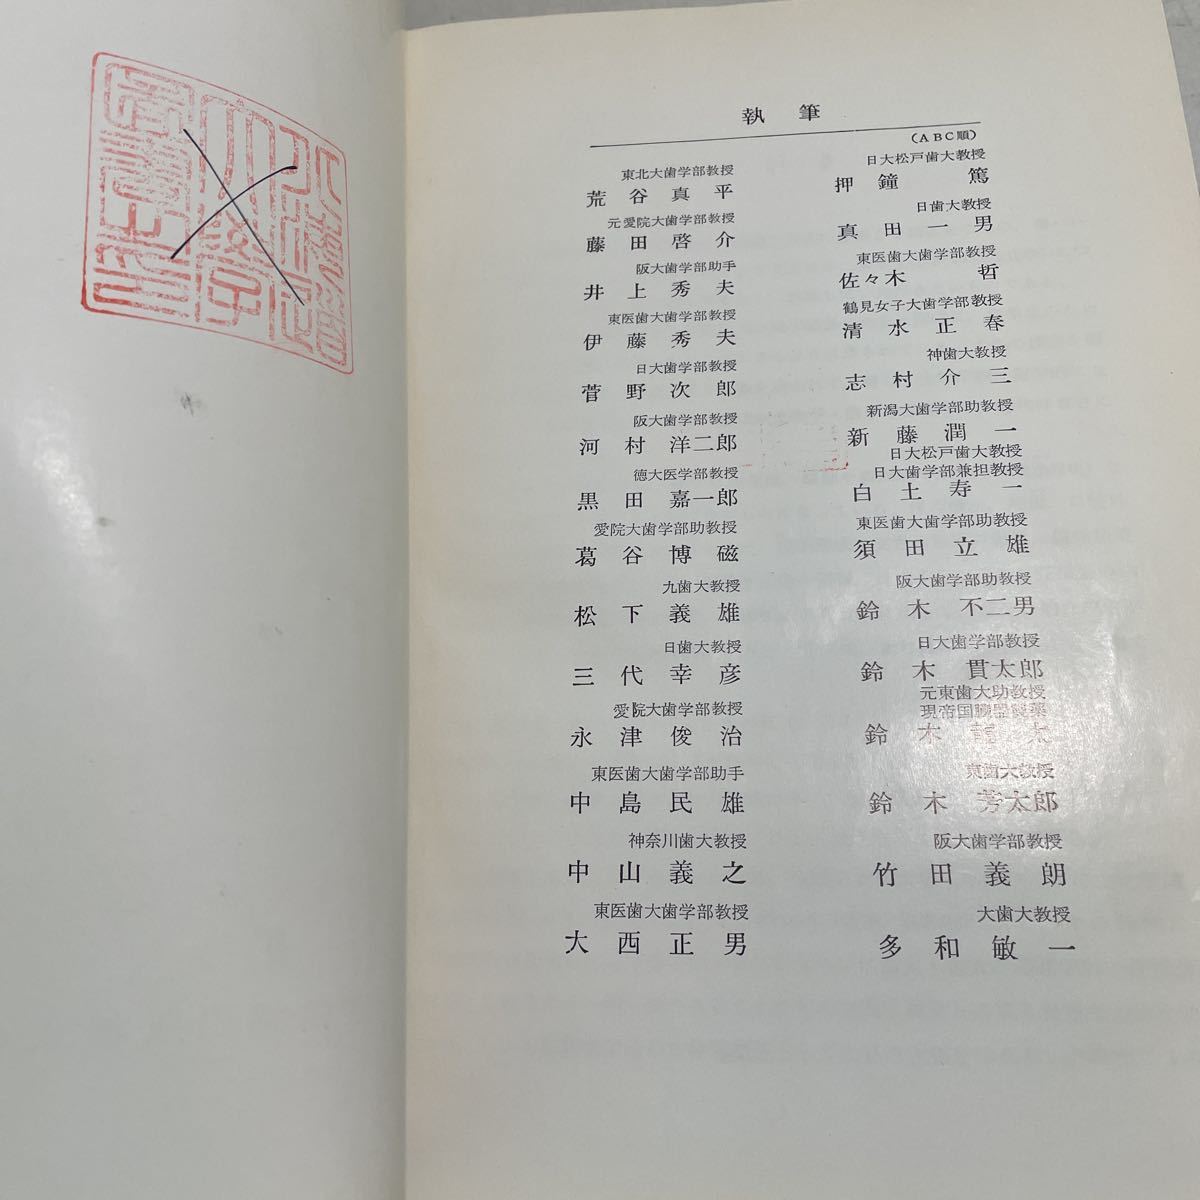 執筆
(ABC順)
東北大歯学部教授
荒谷真平
元愛院大歯学部教授
藤田啓介
阪大歯学部助手
井上秀夫
東医歯大歯学部教授
伊藤秀夫
日大歯学部教授
菅野次郎
阪大歯学部教授
河村洋二郎
徳大医学部教授
黒田嘉一郎
愛院大歯学部助教授
葛谷博磁
九歯大教授
松下義雄
日歯大教授
三代幸彦
愛院大歯学部教授
永津俊治
東医歯大歯学部助手
中島民雄
神奈川歯大教授
中山義之
東医歯大歯学部教授
大西正男
日大松戸歯大教授
押鐘篤
日歯大教授
真田一男
東医歯大歯学部教授
佐々木哲
鶴見女子大歯学部教授
清水正春
神歯大教授
志村介三
新潟大歯学部助教授
新藤潤一
日大松戸歯大教授
日大歯学部兼担教授
白土寿一
東医歯大歯学部助教授
須田立雄
阪大歯学部助教授
鈴木不二男
日大歯学部教授
鈴木貫太郎
元東歯大助教授
現帝国臓器製薬
鈴木
東歯大教授
鈴木芳太郎
阪大歯学部教授
竹田義朗
大歯大教授
多和敏一